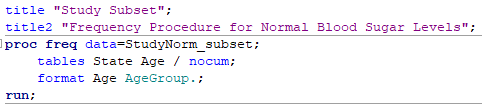 title "Study Subset";
title2 "Frequency Procedure for Normal Blood Sugar Levels";
proc freq data=StudyNorm_subset;
    tables State Age / nocum;
    format Age AgeGroup.;
run;